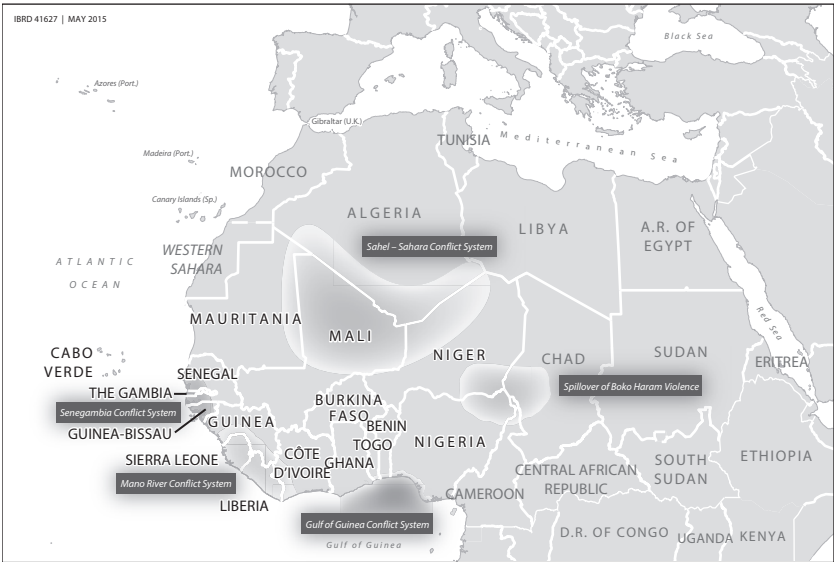 IBRD 41627 | MAY 2015
Black Sea
Azores (Port.)
Gibraltar (U.K.)
TUNISIA
Mediterranean Sea
Madeira (Port.)
MOROCCO
Canary Islands (Sp.)
ALGERIA
LIBYA
A.R. OF
EGYPT
Sahel – Sahara Conflict System
WESTERN
SAHARA
ATLANTIC
OCEAN
Red Sea
MAURITANIA
MALI
CABO
VERDE
NIGER
CHAD
SUDAN
ERITREA
SENEGAL
Spillover of Boko Haram Violence
THE GAMBIA
Senegambia Conflict System
BURKINA
FASO
GUINEA
BENIN
GUINEA-BISSAU
TOGO
NIGERIA
SIERRA LEONE
CÔTE
D'IVOIRE
GHANA
ETHIOPIA
SOUTH
SUDAN
CENTRAL AFRICAN
REPUBLIC
Mano River Conflict System
CAMEROON
LIBERIA
Gulf of Guinea Conflict System
D.R. OF CONGO
UGANDA
KENYA
Gulf of Guinea